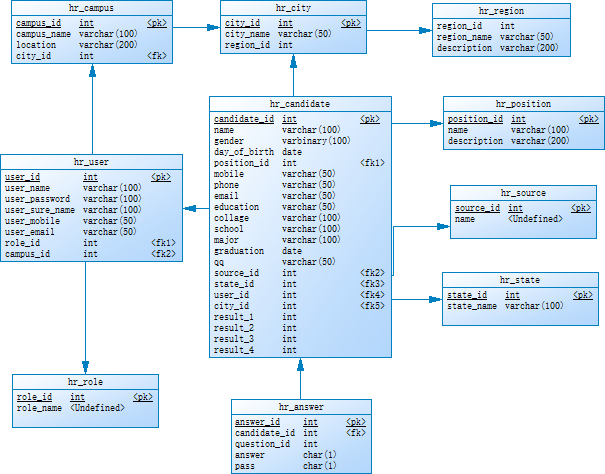 hr_campus
campus_id int <pk>
campus_name varchar(100)
location varchar(200)
city_id int <fk>
hr_city
city_id int <pk>
city_name varchar(50)
region_id int
hr_region
region_id int
region_name varchar(50)
description varchar(200)
hr_candidate
candidate_id int <pk>
name varchar(100)
gender varbinary(100)
day_of_birth date
position_id int <fk1>
mobile varchar(50)
phone varchar(50)
email varchar(50)
education varchar(50)
collage varchar(100)
school varchar(100)
major varchar(100)
graduation date
qq varchar(50)
source_id int <fk2>
state_id int <fk3>
user_id int <fk4>
city_id int <fk5>
result_1 int
result_2 int
result_3 int
result_4 int
hr_position
position_id int <pk>
name varchar(100)
description varchar(200)
hr_user
user_id int <pk>
user_name varchar(100)
user_password varchar(100)
user_sure_name varchar(100)
user_mobile varchar(50)
user_email varchar(50)
role_id int <fk1>
campus_id int <fk2>
hr_source
source_id int <pk>
name <Undefined>
hr_state
state_id int <pk>
state_name varchar(100)
hr_role
role_id int <pk>
role_name <Undefined>
hr_answer
answer_id int <pk>
candidate_id int <fk>
question_id int
answer char(1)
pass char(1)